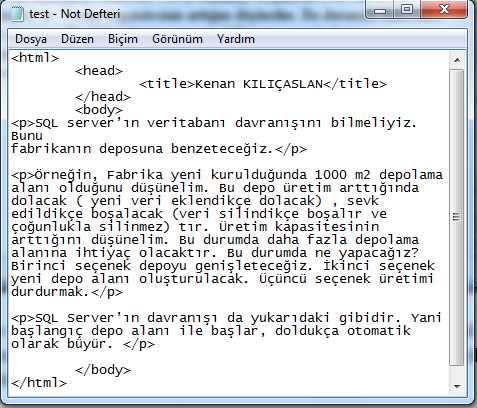 test - Not Defteri
Dosya Düzen Biçim Görünüm Yardım
<html>
<head>
<title>Kenan KILIÇASLAN</title>
</head>
<body>
<p>SQL server’ın veritabanı davranışını bilmeliyiz.
Bunu
fabrikanın deposuna benzeteceğiz.</p>
<p>Örneğin, Fabrika yeni kurulduğunda 1000 m2 depolama
alanı olduğunu düşünelim. Bu depo üretim arttığında
dolacak ( yeni veri eklendikçe dolacak) , sevk
edildikçe boşalacak (veri silindikçe boşalır ve
çoğunlukla silinmez) tır. Üretim kapasitesinin
arttığını düşünelim. Bu durumda daha fazla depolama
alanına ihtiyaç olacaktır. Bu durumda ne yapacağız?
Birinci seçenek depoyu genişleteceğiz. İkinci seçenek
yeni depo alanı oluşturulacak. Üçüncü seçenek üretimi
durdurmak.</p>
<p>SQL Server’ın davranışı da yukarıdaki gibidir. Yani
başlangıç depo alanı ile başlar, doldukça otomatik
olarak büyür. </p>
</body>
</html>